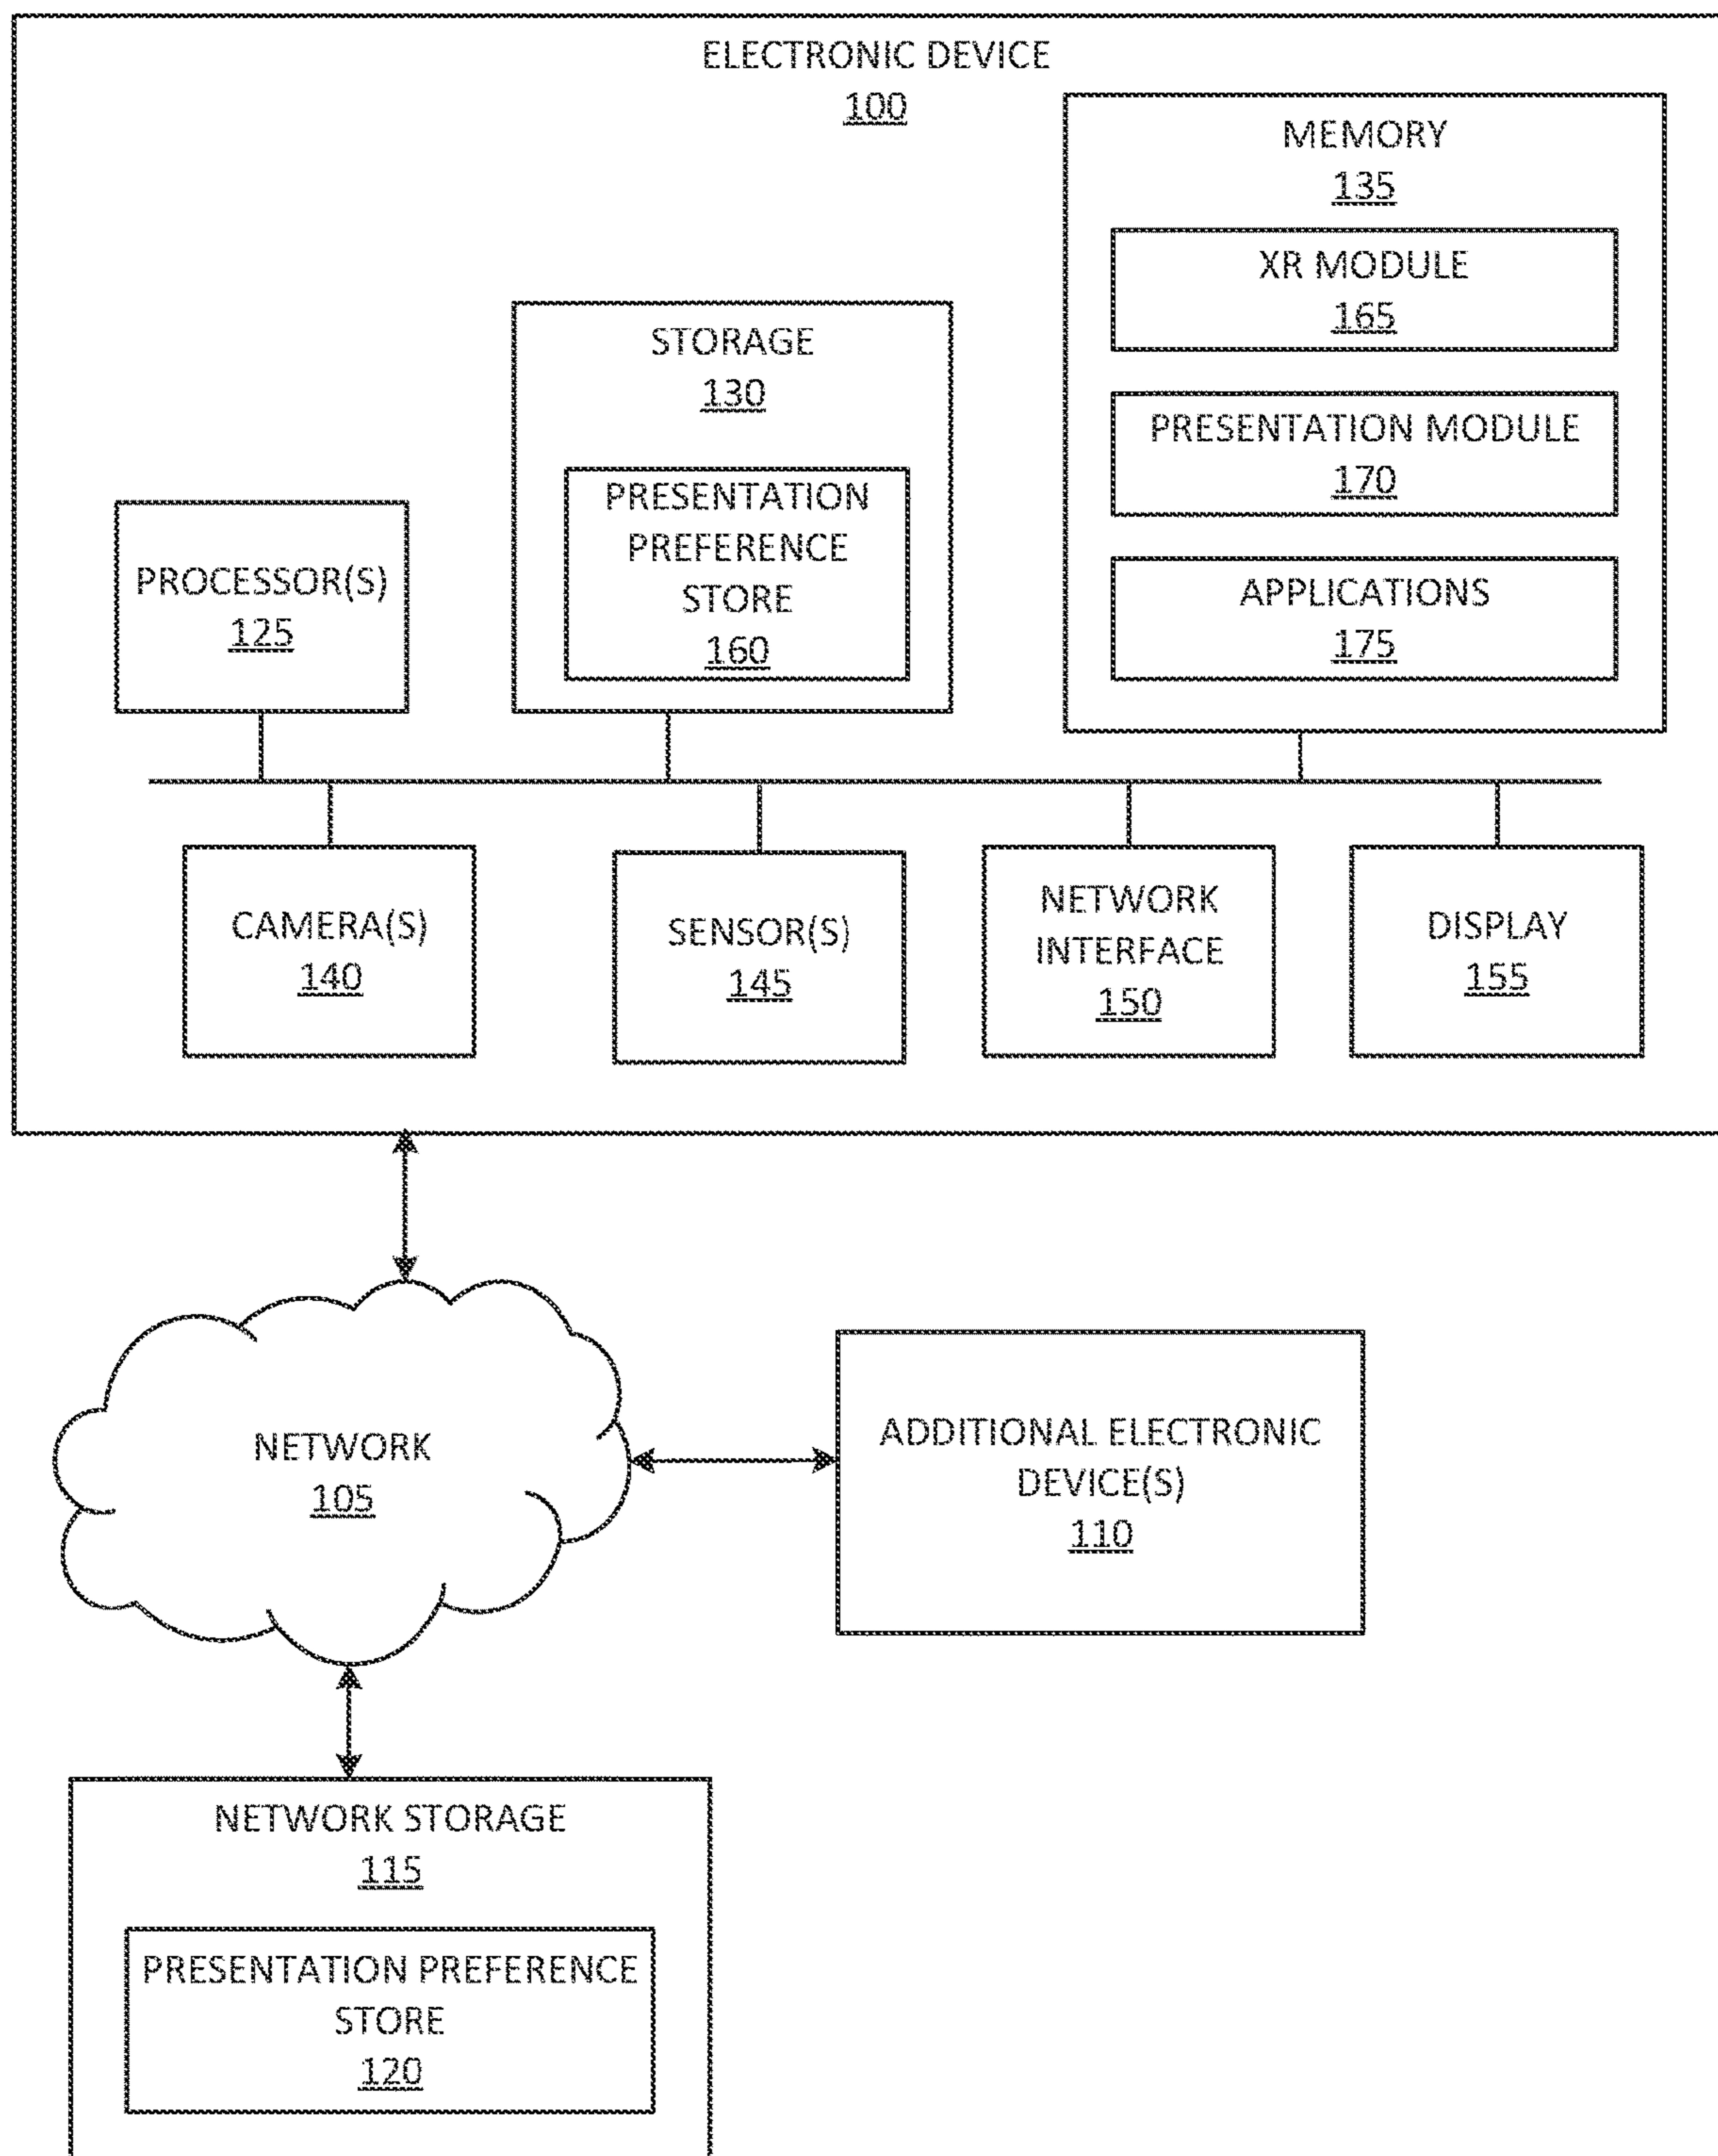 ELECTRONIC DEVICE
100
MEMORY
135
XR MODULE
165
PRESENTATION MODULE
170
APPLICATIONS
175
STORAGE
130
PRESENTATION
PREFERENCE
STORE
160
PROCESSOR(S)
125
CAMERA(S)
140
SENSOR(S)
145
NETWORK
INTERFACE
150
DISPLAY
155
NETWORK
105
ADDITIONAL ELECTRONIC
DEVICE(S)
110
NETWORK STORAGE
115
PRESENTATION PREFERENCE
STORE
120